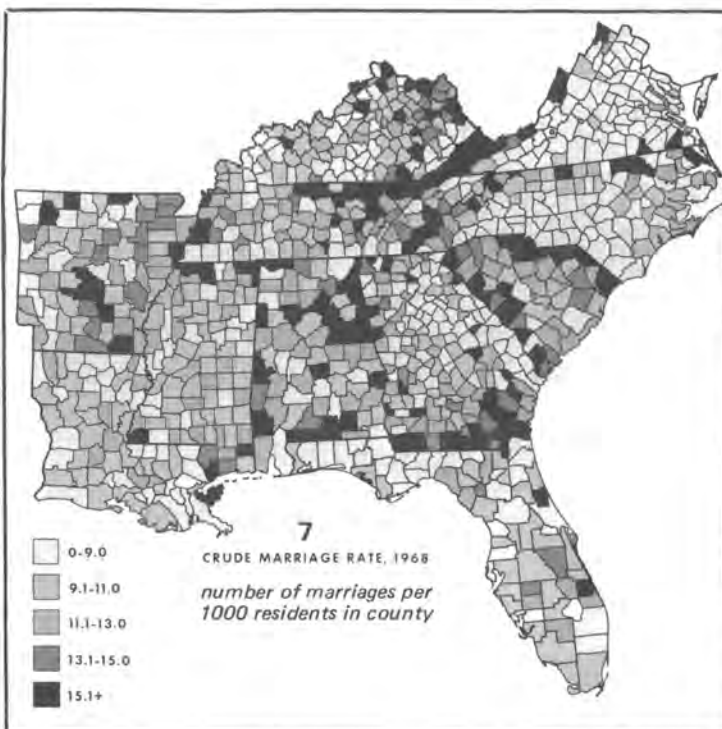 7
CRUDE MARRIAGE RATE, 1968
number of marriages per
1000 residents in county
0-9.0
9.1-11.0
11.1-13.0
13.1-15.0
15.1+